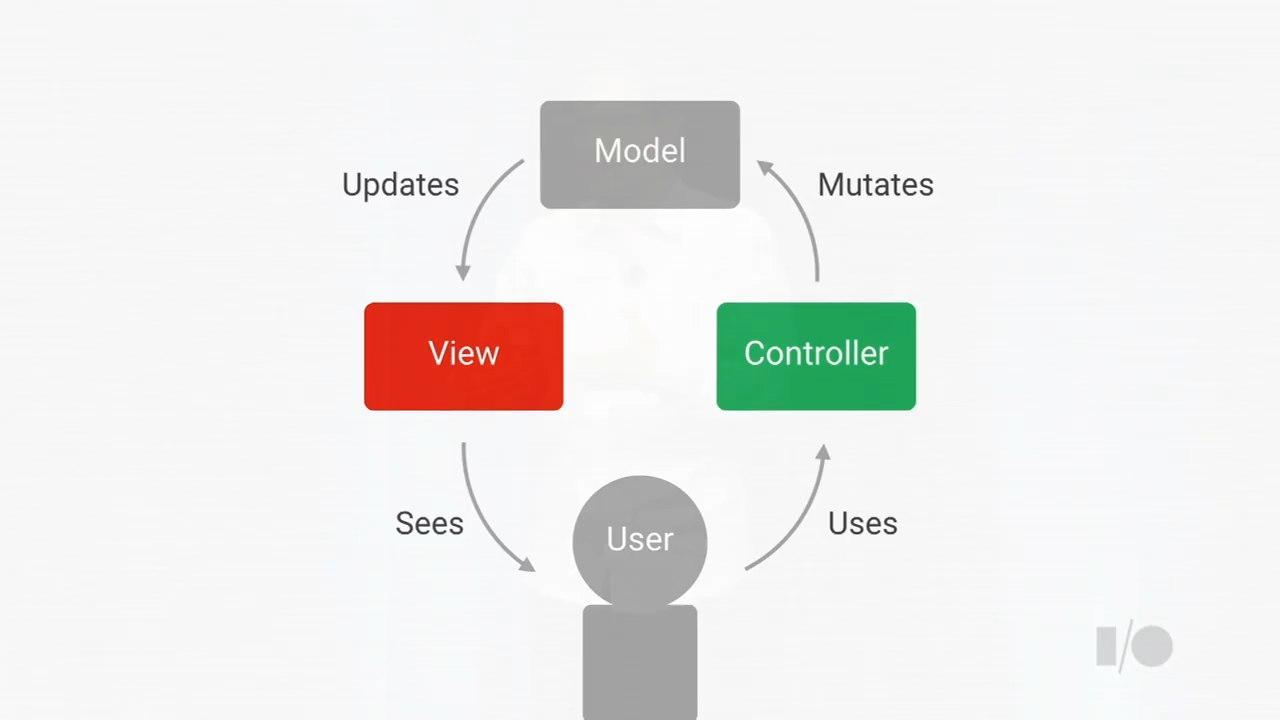 Model
Updates
Mutates
View
Controller
Sees
User
Uses
I/O